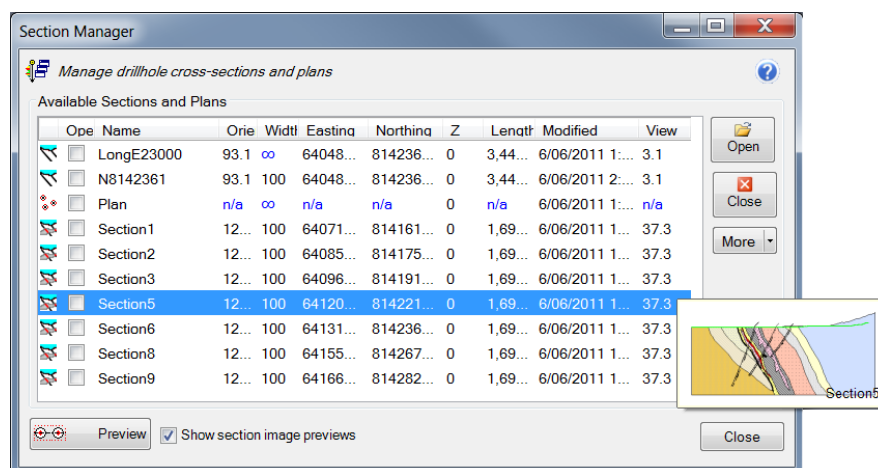 Section Manager
Manage drillhole cross-sections and plans
Available Sections and Plans
Ope Name Orie Widtl Easting Northing Z Length Modified View
LongE23000 93.1 ∞ 64048... 814236... 0 3,44... 6/06/2011 1:... 3.1
N8142361 93.1 100 64048... 814236... 0 3,44... 6/06/2011 2:... 3.1
Plan n/a ∞ n/a n/a 0 n/a 6/06/2011 1:... n/a
Section1 12... 100 64071... 814161... 0 1,69... 6/06/2011 1... 37.3
Section2 12... 100 64085... 814175... 0 1,69... 6/06/2011 1... 37.3
Section3 12... 100 64096... 814191... 0 1,69... 6/06/2011 1... 37.3
Section5 12... 100 64120... 814221... 0 1,69... 6/06/2011 1... 37.3
Section6 12... 100 64131... 814236... 0 1,69... 6/06/2011 1... 37.3
Section8 12... 100 64155... 814267... 0 1,69... 6/06/2011 1... 37.3
Section9 12... 100 64166... 814282... 0 1,69... 6/06/2011 1... 37.3
Open
Close
More
Section5
Preview Show section image previews Close